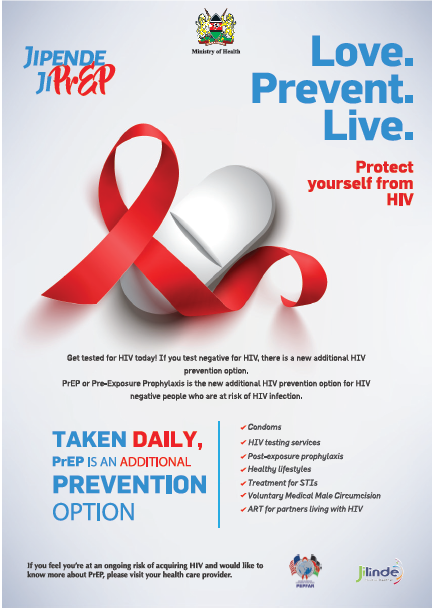 JIPENDE
JIPrEP
Ministry of Health
Love.
Prevent.
Live.
Protect
yourself from
HIV
Get tested for HIV today! If you test negative for HIV, there is a new additional HIV
prevention option.
PrEP or Pre-Exposure Prophylaxis is the new additional HIV prevention option for HIV
negative people who are at risk of HIV infection.
TAKEN DAILY,
PrEP IS AN ADDITIONAL
PREVENTION
OPTION
Condoms
HIV testing services
Post-exposure prophylaxis
Healthy lifestyles
Treatment for STIs
Voluntary Medical Male Circumcision
ART for partners living with HIV
If you feel you're at an ongoing risk of acquiring HIV and would like to
know more about PrEP, please visit your health care provider.
PEPFAR
Jilinde